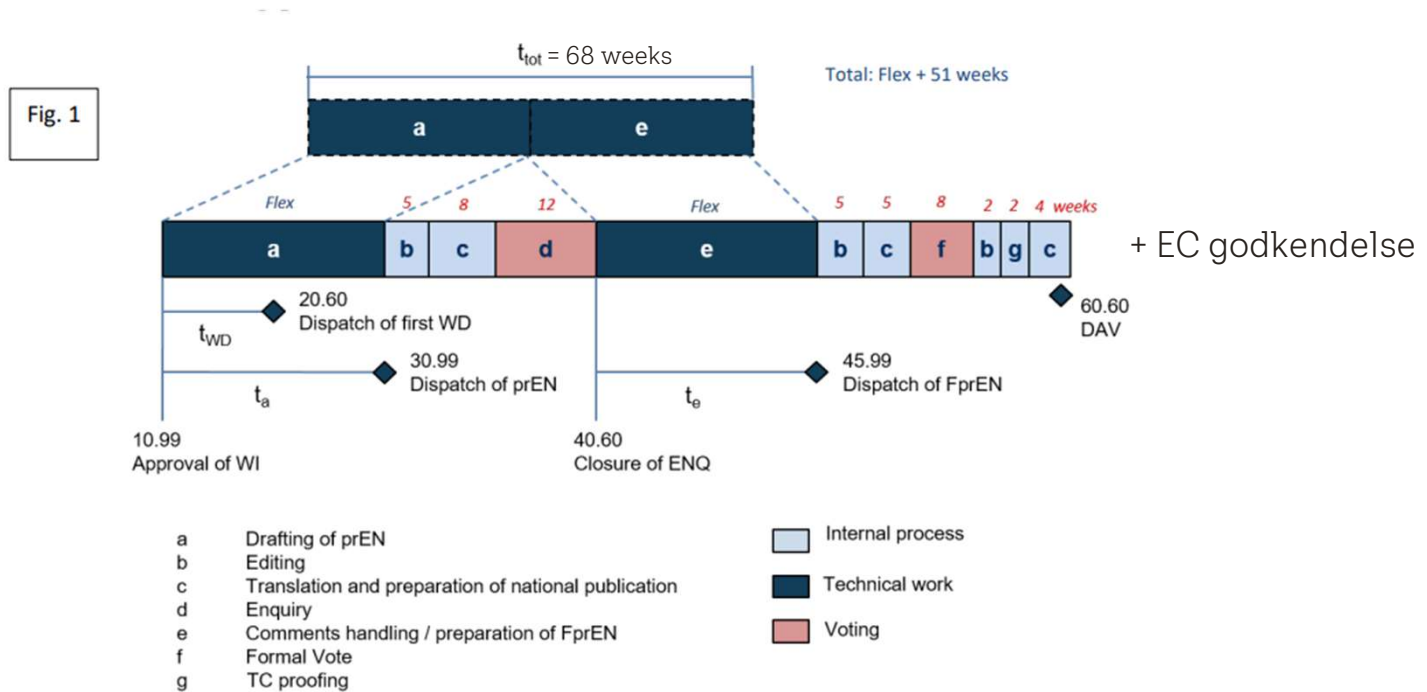 t_tot = 68 weeks
Total: Flex + 51 weeks
Fig. 1
a e
Flex 5 8 12 Flex 5 5 8 2 2 4 weeks
a b c d e b c f b g c
+ EC godkendelse
20.60
Dispatch of first WD
t_WD
60.60
DAV
30.99
Dispatch of prEN
t_a
45.99
Dispatch of FprEN
t_e
10.99
Approval of WI
40.60
Closure of ENQ
a Drafting of prEN
b Editing
c Translation and preparation of national publication
d Enquiry
e Comments handling / preparation of FprEN
f Formal Vote
g TC proofing
Internal process
Technical work
Voting